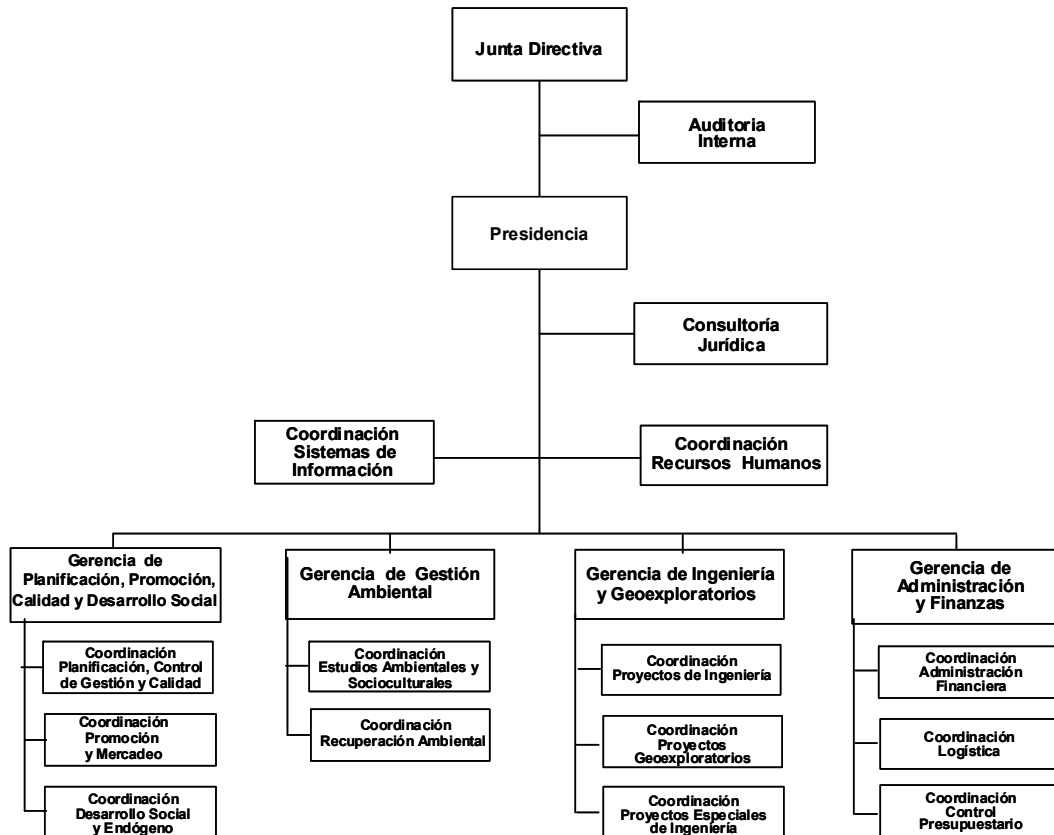 Junta Directiva
Auditoria
Interna
Presidencia
Consultoría
Jurídica
Coordinación
Sistemas de
Información
Coordinación
Recursos Humanos
Gerencia de
Planificación, Promoción,
Calidad y Desarrollo Social
Gerencia de Gestión
Ambiental
Gerencia de Ingeniería
y Geoexploratorios
Gerencia de
Administración
y Finanzas
Coordinación
Planificación, Control
de Gestión y Calidad
Coordinación
Promoción
y Mercadeo
Coordinación
Desarrollo Social
y Endógeno
Coordinación
Estudios Ambientales y
Socioculturales
Coordinación
Recuperación Ambiental
Coordinación
Proyectos de Ingeniería
Coordinación
Proyectos
Geoexploratorios
Coordinación
Proyectos Especiales
de Ingeniería
Coordinación
Administración
Financiera
Coordinación
Logística
Coordinación
Control
Presupuestario